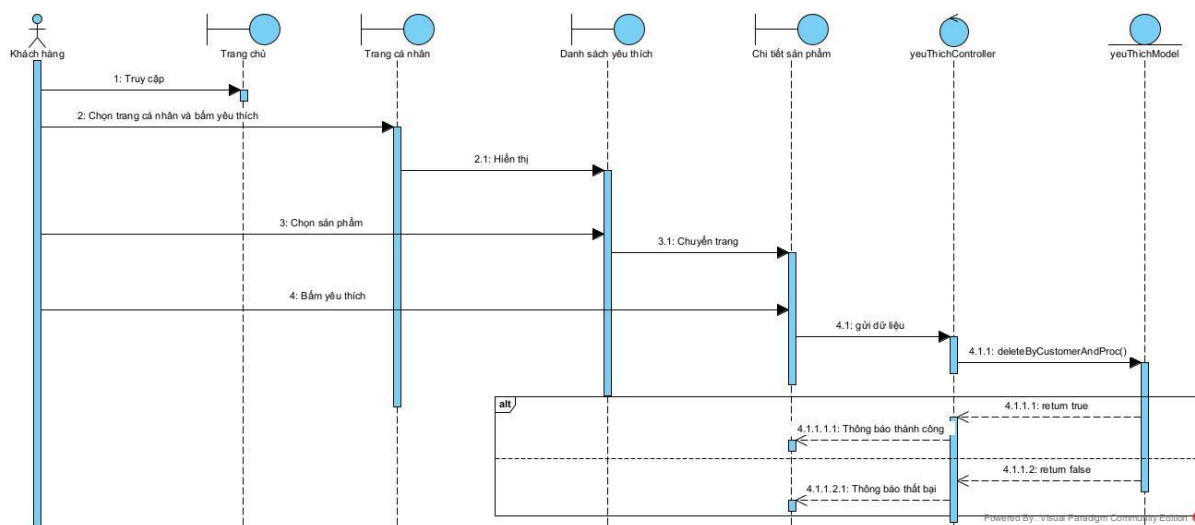 Khách hàng
Trang chủ
Trang cá nhân
Danh sách yêu thích
Chi tiết sản phẩm
yeuThichController
yeuThichModel
1: Truy cập
2: Chọn trang cá nhân và bấm yêu thích
2.1: Hiển thị
3: Chọn sản phẩm
3.1: Chuyển trang
4: Bấm yêu thích
4.1: gửi dữ liệu
4.1.1: deleteByCustomerAndProc()
alt
4.1.1.1: return true
4.1.1.1.1: Thông báo thành công
4.1.1.2: return false
4.1.1.2.1: Thông báo thất bại
Powered By Visual Paradigm Community Edition